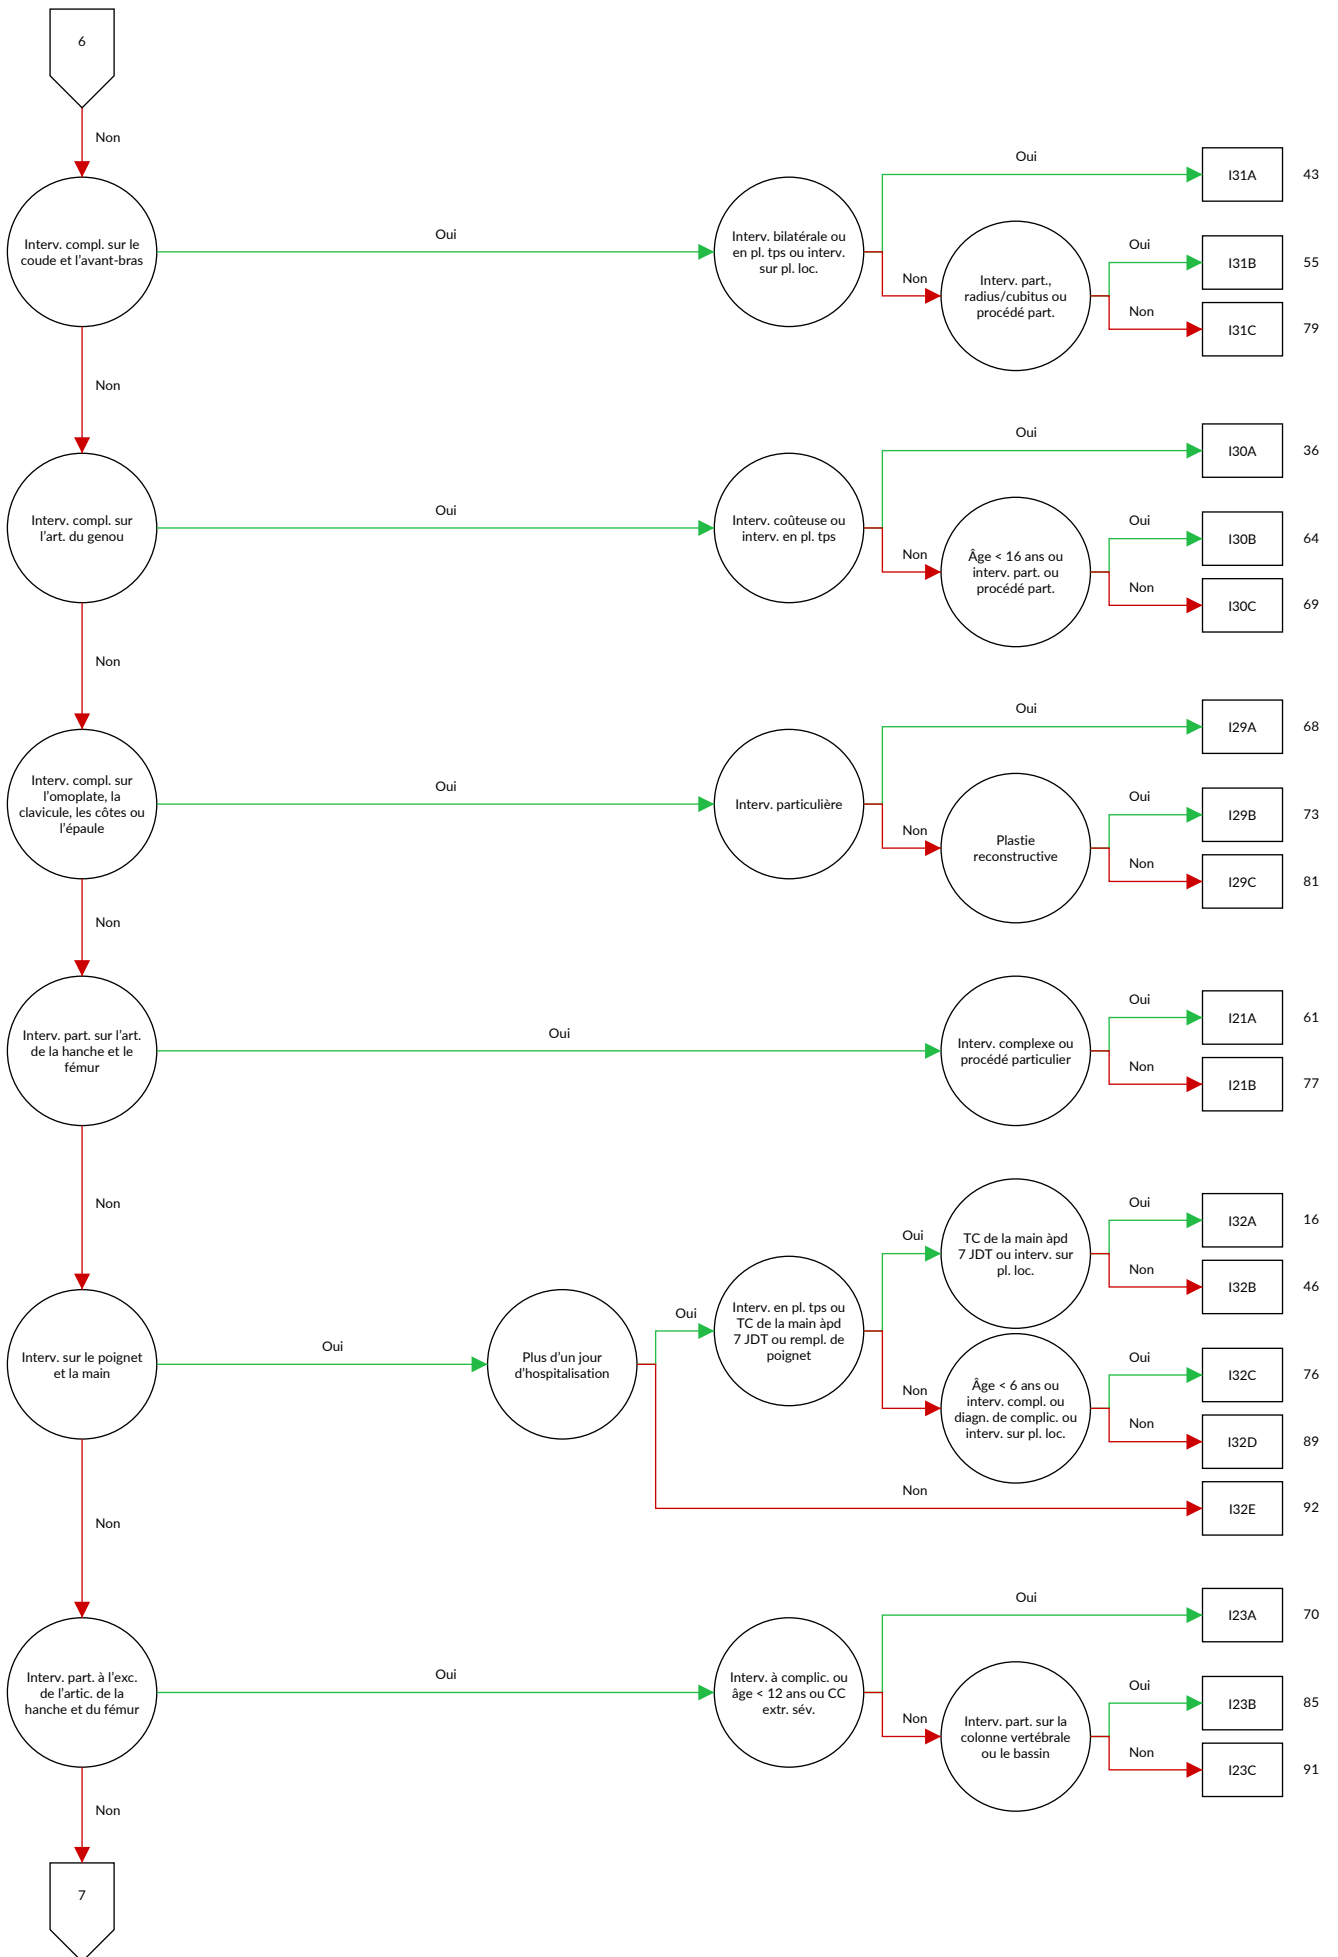 6
Non
Oui
I31A
43
Interv. compl. sur le
coude et l'avant-bras
Oui
Interv. bilatérale ou
en pl. tps ou interv.
sur pl. loc.
Non
Interv. part.,
radius/cubitus ou
procédé part.
Oui
I31B
55
Non
I31C
79
Non
Oui
I30A
36
Interv. compl. sur
l'art. du genou
Oui
Interv. coûteuse ou
interv. en pl. tps
Non
Âge < 16 ans ou
interv. part. ou
procédé part.
Oui
I30B
64
Non
I30C
69
Non
Oui
I29A
68
Interv. compl. sur
l'omoplate, la
clavicule, les côtes ou
l'épaule
Oui
Interv. particulière
Non
Plastie
reconstructive
Oui
I29B
73
Non
I29C
81
Non
Interv. part. sur l'art.
de la hanche et le
fémur
Oui
Interv. complexe ou
procédé particulier
Oui
I21A
61
Non
I21B
77
Non
Interv. sur le poignet
et la main
Oui
Plus d'un jour
d'hospitalisation
Oui
Interv. en pl. tps ou
TC de la main àpd
7 JDT ou rempl. de
poignet
Oui
TC de la main àpd
7 JDT ou interv. sur
pl. loc.
Oui
I32A
16
Non
I32B
46
Non
Âge < 6 ans ou
interv. compl. ou
diagn. de complic. ou
interv. sur pl. loc.
Oui
I32C
76
Non
I32D
89
Non
I32E
92
Non
Oui
I23A
70
Interv. part. à l'exc.
de l'artic. de la
hanche et du fémur
Oui
Interv. à complic. ou
âge < 12 ans ou CC
extr. sév.
Non
Interv. part. sur la
colonne vertébrale
ou le bassin
Oui
I23B
85
Non
I23C
91
Non
7